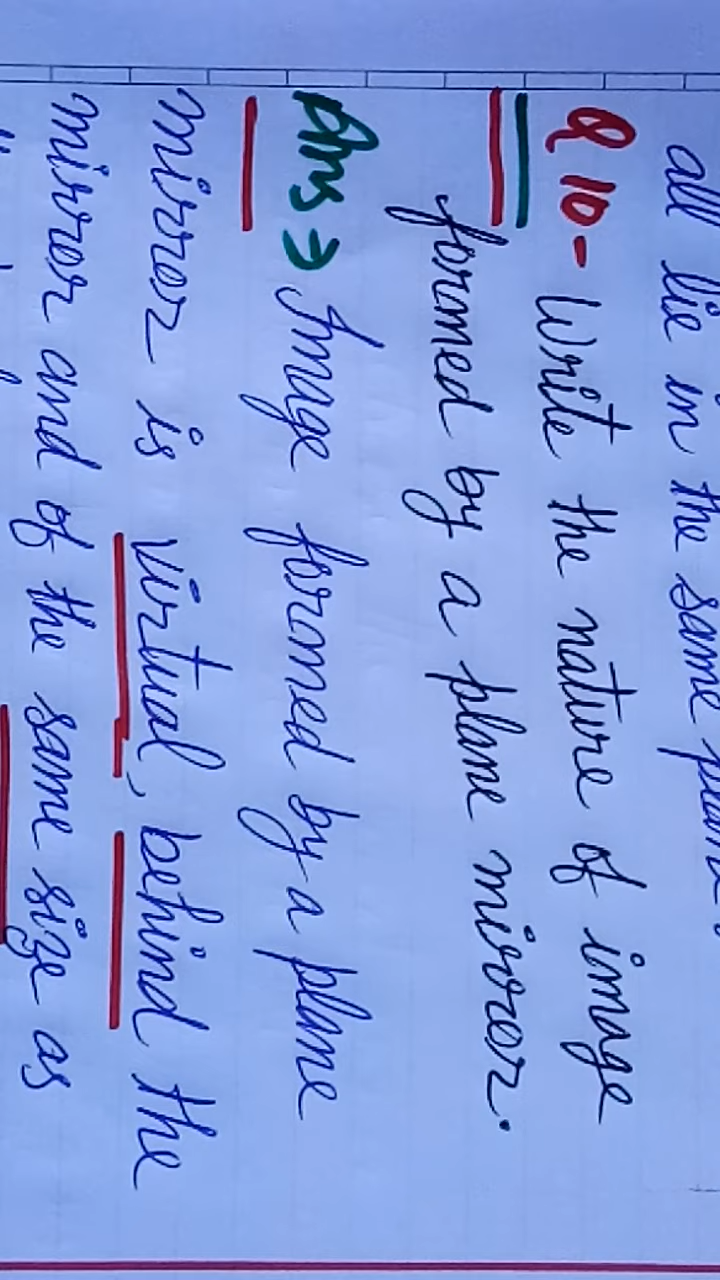 all lie in the same
Q 10- Write the nature of image
formed by a plane mirror.
Ans → Image formed by a plane
mirror is virtual, behind the
mirror and of the same size as